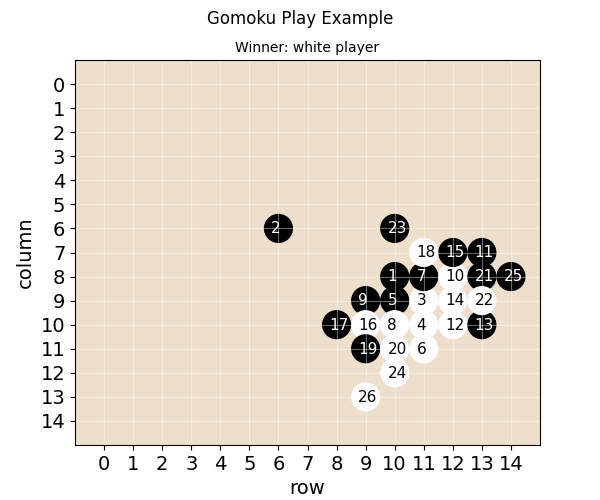 Gomoku Play Example
Winner: white player
0
1
2
3
4
5
6 2 23
7 18 15 11
8 1 7 10 21 25
9 9 5 3 14 22
10 17 16 8 4 12 13
11 19 20 6
12 24
13 26
14
column
0 1 2 3 4 5 6 7 8 9 10 11 12 13 14
row